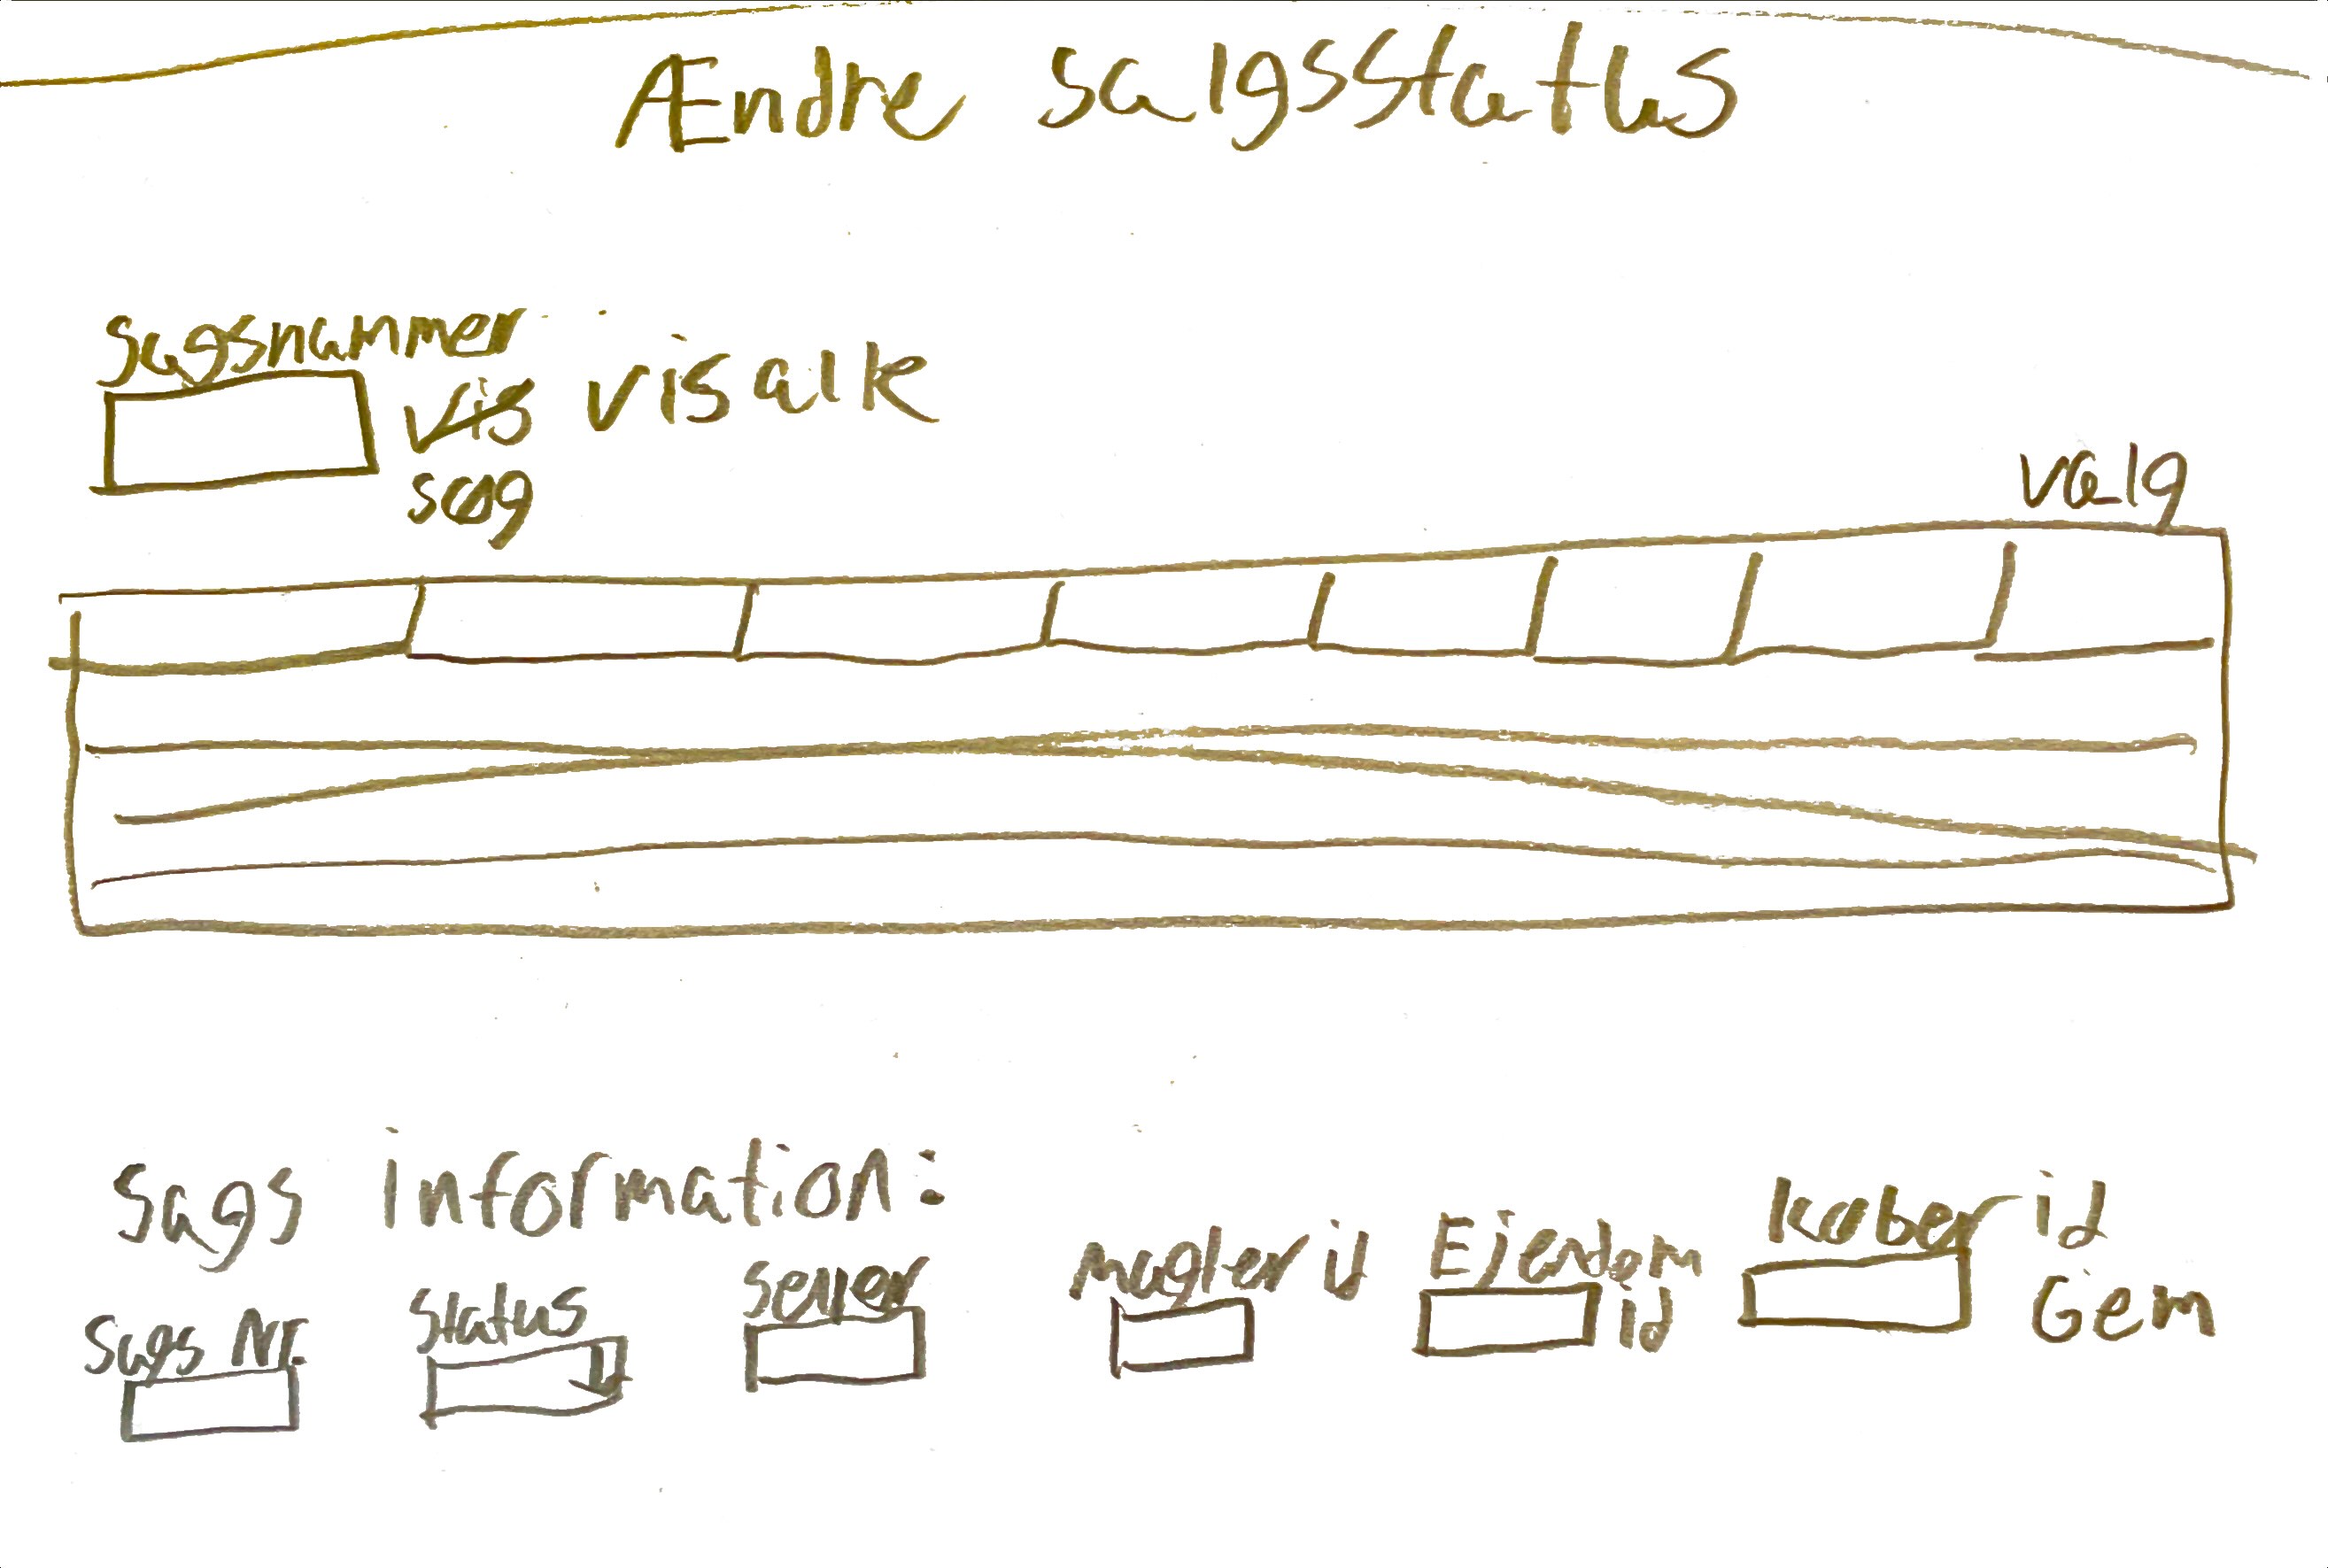 Ændre salgsstatus
sagsnummer
vis alle
søg
vælg
Sags information:
Sags Nr.
Status
Sælger
mægler id
Ejendom id
køber id
Gem